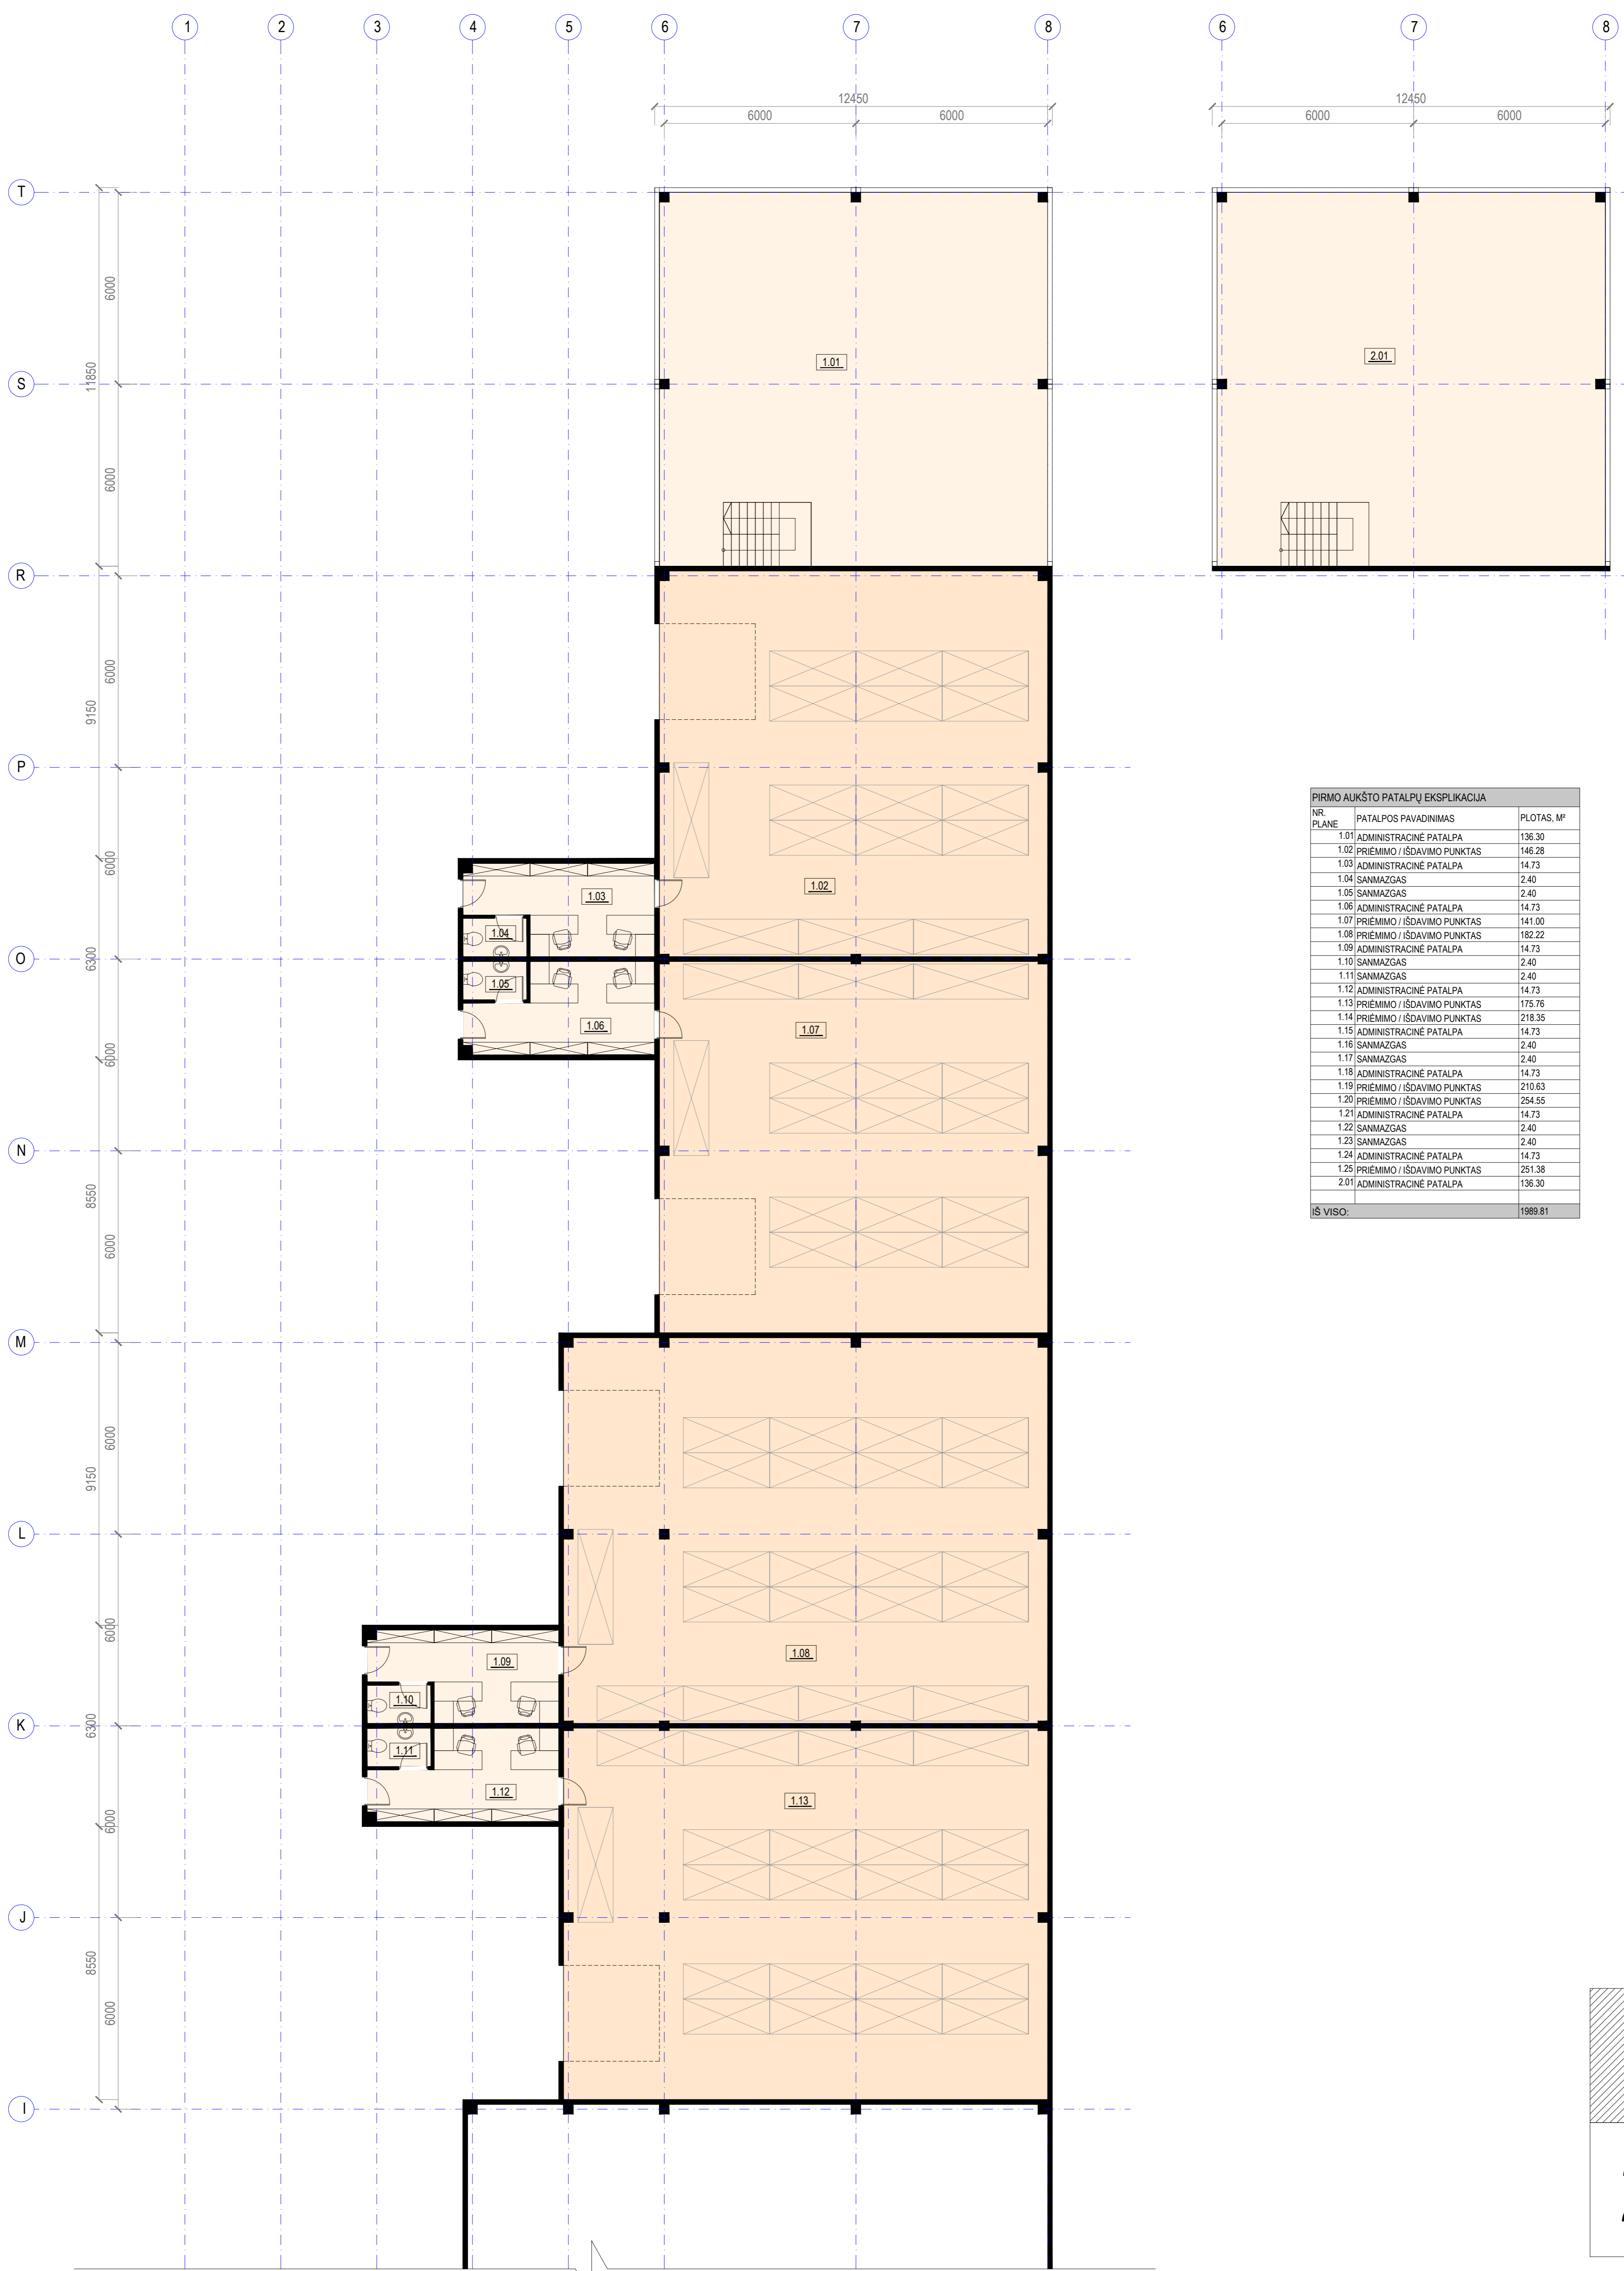 1 2 3 4 5 6 7 8 6 7 8
12450 12450
6000 6000 6000 6000
T
6000
1.01 2.01
11850
S
6000
R
6000
9150
P
6000
1.02
1.03
1.04
O
6300
1.05
1.06
1.07
6000
N
8550
6000
M
6000
9150
L
6000
1.08
1.09
1.10
K
6300
1.11
1.12
1.13
6000
J
8550
6000
I
PIRMO AUKŠTO PATALPŲ EKSPLIKACIJA
NR. PLANE PATALPOS PAVADINIMAS PLOTAS, M²
1.01 ADMINISTRACINĖ PATALPA 136.30
1.02 PRIĖMIMO / IŠDAVIMO PUNKTAS 146.28
1.03 ADMINISTRACINĖ PATALPA 14.73
1.04 SANMAZGAS 2.40
1.05 SANMAZGAS 2.40
1.06 ADMINISTRACINĖ PATALPA 14.73
1.07 PRIĖMIMO / IŠDAVIMO PUNKTAS 141.00
1.08 PRIĖMIMO / IŠDAVIMO PUNKTAS 182.22
1.09 ADMINISTRACINĖ PATALPA 14.73
1.10 SANMAZGAS 2.40
1.11 SANMAZGAS 2.40
1.12 ADMINISTRACINĖ PATALPA 14.73
1.13 PRIĖMIMO / IŠDAVIMO PUNKTAS 175.76
1.14 PRIĖMIMO / IŠDAVIMO PUNKTAS 218.35
1.15 ADMINISTRACINĖ PATALPA 14.73
1.16 SANMAZGAS 2.40
1.17 SANMAZGAS 2.40
1.18 ADMINISTRACINĖ PATALPA 14.73
1.19 PRIĖMIMO / IŠDAVIMO PUNKTAS 210.63
1.20 PRIĖMIMO / IŠDAVIMO PUNKTAS 254.55
1.21 ADMINISTRACINĖ PATALPA 14.73
1.22 SANMAZGAS 2.40
1.23 SANMAZGAS 2.40
1.24 ADMINISTRACINĖ PATALPA 14.73
1.25 PRIĖMIMO / IŠDAVIMO PUNKTAS 251.38
2.01 ADMINISTRACINĖ PATALPA 136.30
IŠ VISO: 1989.81